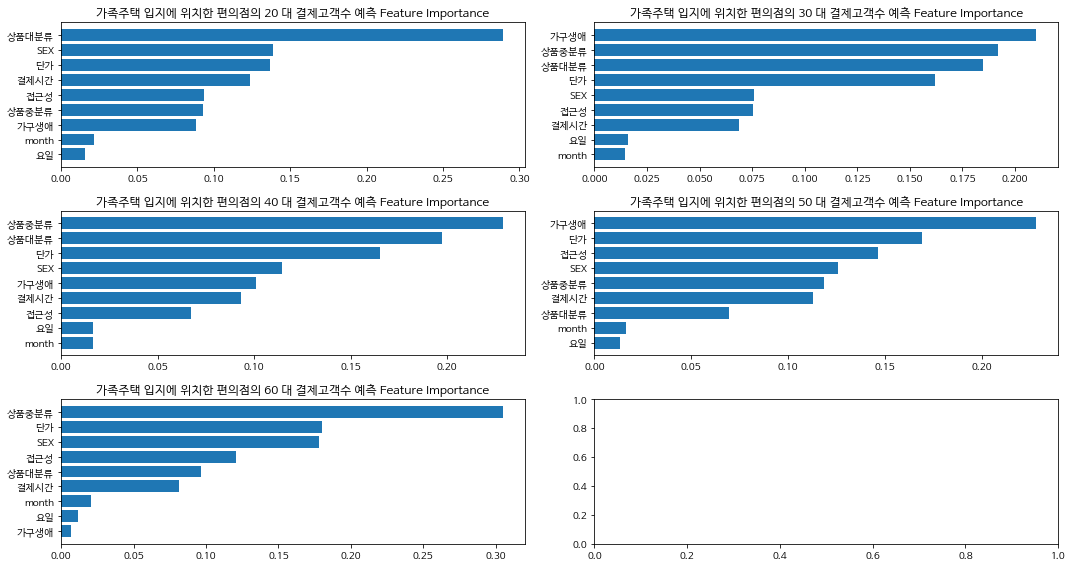 가족주택 입지에 위치한 편의점의 20 대 결제고객수 예측 Feature Importance
상품대분류
SEX
단가
결제시간
접근성
상품중분류
가구생애
month
요일
0.00 0.05 0.10 0.15 0.20 0.25 0.30
가족주택 입지에 위치한 편의점의 30 대 결제고객수 예측 Feature Importance
가구생애
상품중분류
상품대분류
단가
SEX
접근성
결제시간
요일
month
0.000 0.025 0.050 0.075 0.100 0.125 0.150 0.175 0.200
가족주택 입지에 위치한 편의점의 40 대 결제고객수 예측 Feature Importance
상품중분류
상품대분류
단가
SEX
가구생애
결제시간
접근성
요일
month
0.00 0.05 0.10 0.15 0.20
가족주택 입지에 위치한 편의점의 50 대 결제고객수 예측 Feature Importance
가구생애
단가
접근성
SEX
상품중분류
결제시간
상품대분류
month
요일
0.00 0.05 0.10 0.15 0.20
가족주택 입지에 위치한 편의점의 60 대 결제고객수 예측 Feature Importance
상품중분류
단가
SEX
접근성
상품대분류
결제시간
month
요일
가구생애
0.00 0.05 0.10 0.15 0.20 0.25 0.30
1.0
0.8
0.6
0.4
0.2
0.0
0.0 0.2 0.4 0.6 0.8 1.0